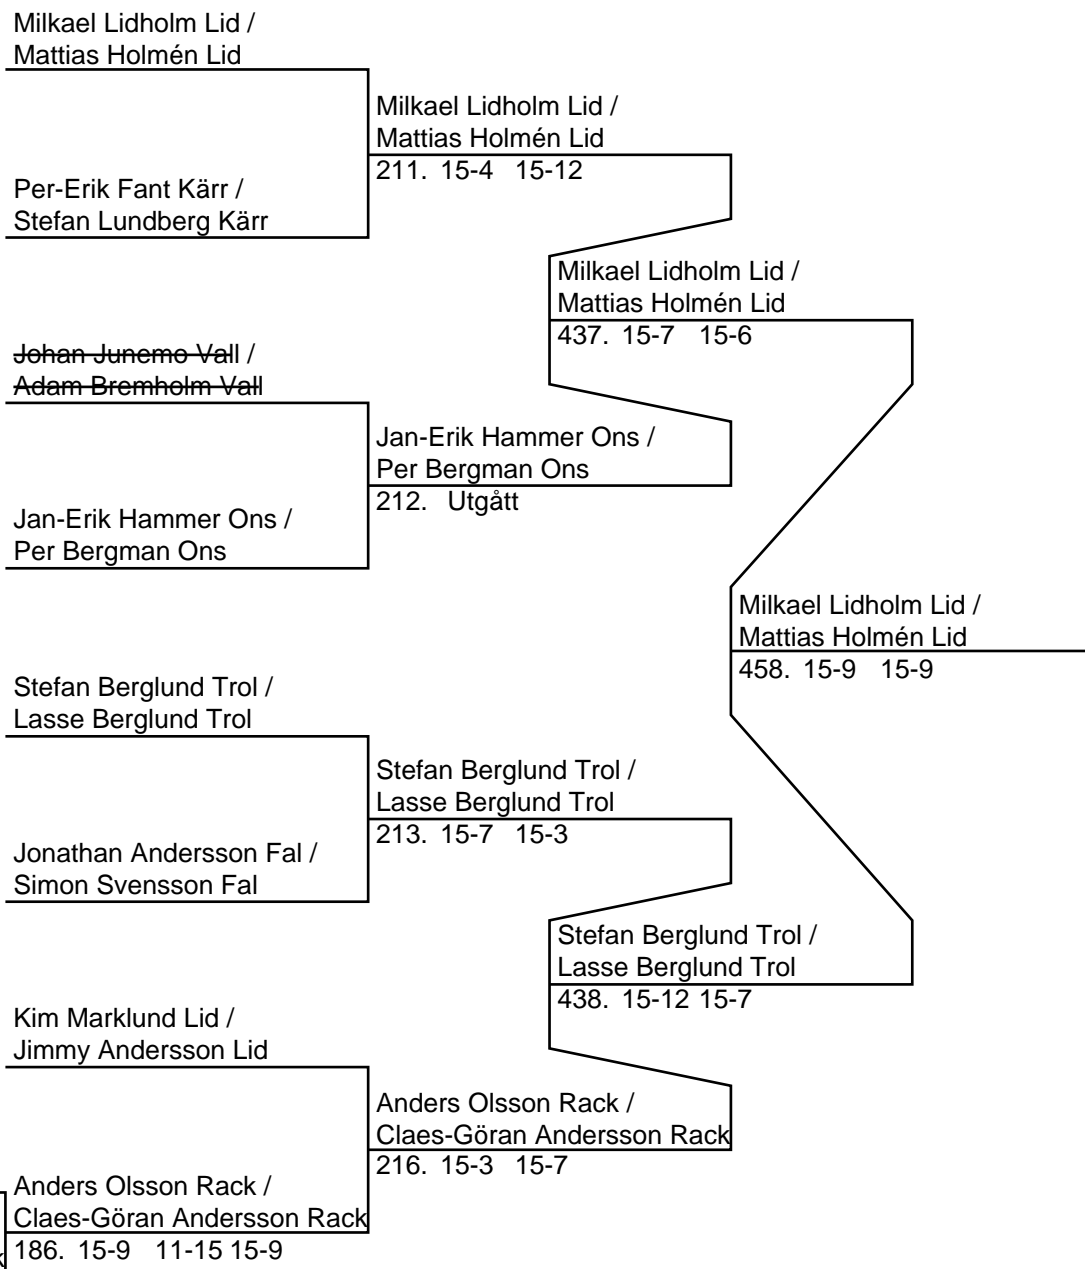 Milkael Lidholm Lid /
Mattias Holmén Lid
Milkael Lidholm Lid /
Mattias Holmén Lid
211. 15-4 15-12
Per-Erik Fant Kärr /
Stefan Lundberg Kärr
Milkael Lidholm Lid /
Mattias Holmén Lid
437. 15-7 15-6
Johan Junemo Vall /
Adam Bremholm Vall
Jan-Erik Hammer Ons /
Per Bergman Ons
212. Utgått
Jan-Erik Hammer Ons /
Per Bergman Ons
Milkael Lidholm Lid /
Mattias Holmén Lid
458. 15-9 15-9
Stefan Berglund Trol /
Lasse Berglund Trol
Stefan Berglund Trol /
Lasse Berglund Trol
213. 15-7 15-3
Jonathan Andersson Fal /
Simon Svensson Fal
Stefan Berglund Trol /
Lasse Berglund Trol
438. 15-12 15-7
Kim Marklund Lid /
Jimmy Andersson Lid
Anders Olsson Rack /
Claes-Göran Andersson Rack
216. 15-3 15-7
Anders Olsson Rack /
Claes-Göran Andersson Rack
186. 15-9 11-15 15-9